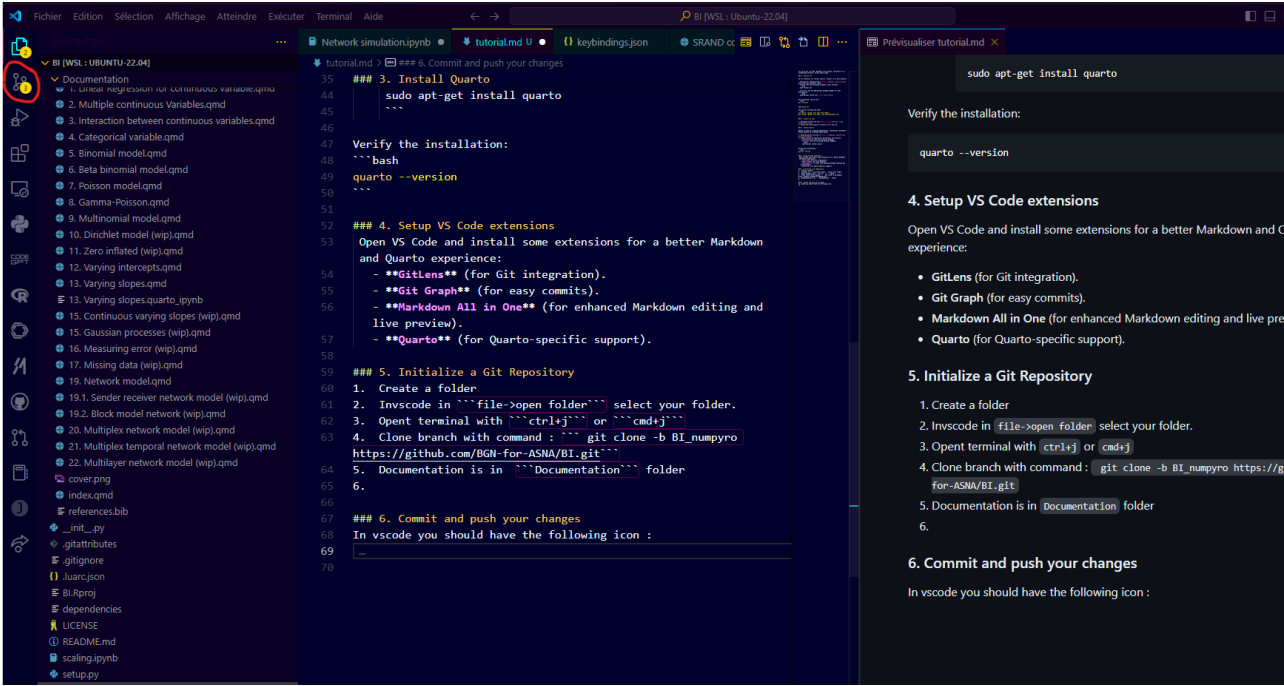 Fichier Edition Sélection Affichage Atteindre Exécuter Terminal Aide
BI [WSL : Ubuntu-22.04]
2
3
BI [WSL : UBUNTU-22.04]
Documentation
1. Linear Regression for continuous variable.qmd
2. Multiple continuous Variables.qmd
3. Interaction between continuous variables.qmd
4. Categorical variable.qmd
5. Binomial model.qmd
6. Beta binomial model.qmd
7. Poisson model.qmd
8. Gamma-Poisson.qmd
9. Multinomial model.qmd
10. Dirichlet model (wip).qmd
11. Zero inflated (wip).qmd
12. Varying intercepts.qmd
13. Varying slopes.qmd
13. Varying slopes.quarto_ipynb
15. Continuous varying slopes (wip).qmd
15. Gaussian processes (wip).qmd
16. Measuring error (wip).qmd
17. Missing data (wip).qmd
19. Network model.qmd
19.1. Sender receiver network model (wip).qmd
19.2. Block model network (wip).qmd
20. Multiplex network model (wip).qmd
21. Multiplex temporal network model (wip).qmd
22. Multilayer network model (wip).qmd
cover.png
index.qmd
references.bib
__init__.py
.gitattributes
.gitignore
.luarc.json
BI.Rproj
dependencies
LICENSE
README.md
scaling.ipynb
setup.py
Network simulation.ipynb
tutorial.md U
keybindings.json
SRAND cc
tutorial.md > ### 6. Commit and push your changes
35 ### 3. Install Quarto
44 sudo apt-get install quarto
45 ```
46
47 Verify the installation:
48 ```bash
49 quarto --version
50 ```
51
52 ### 4. Setup VS Code extensions
53 Open VS Code and install some extensions for a better Markdown
and Quarto experience:
54 - **GitLens** (for Git integration).
55 - **Git Graph** (for easy commits).
56 - **Markdown All in One** (for enhanced Markdown editing and
live preview).
57 - **Quarto** (for Quarto-specific support).
58
59 ### 5. Initialize a Git Repository
60 1. Create a folder
61 2. Invscode in ```file->open folder``` select your folder.
62 3. Opent terminal with ```ctrl+j``` or ```cmd+j```
63 4. Clone branch with command : ``` git clone -b BI_numpyro
https://github.com/BGN-for-ASNA/BI.git```
64 5. Documentation is in ```Documentation``` folder
65 6.
66
67 ### 6. Commit and push your changes
68 In vscode you should have the following icon :
69 …
70
Prévisualiser tutorial.md
sudo apt-get install quarto
Verify the installation:
quarto --version
4. Setup VS Code extensions
Open VS Code and install some extensions for a better Markdown and
experience:
• GitLens (for Git integration).
• Git Graph (for easy commits).
• Markdown All in One (for enhanced Markdown editing and live pre
• Quarto (for Quarto-specific support).
5. Initialize a Git Repository
1. Create a folder
2. Invscode in file->open folder select your folder.
3. Opent terminal with ctrl+j or cmd+j
4. Clone branch with command : git clone -b BI_numpyro https://g
for-ASNA/BI.git
5. Documentation is in Documentation folder
6.
6. Commit and push your changes
In vscode you should have the following icon :